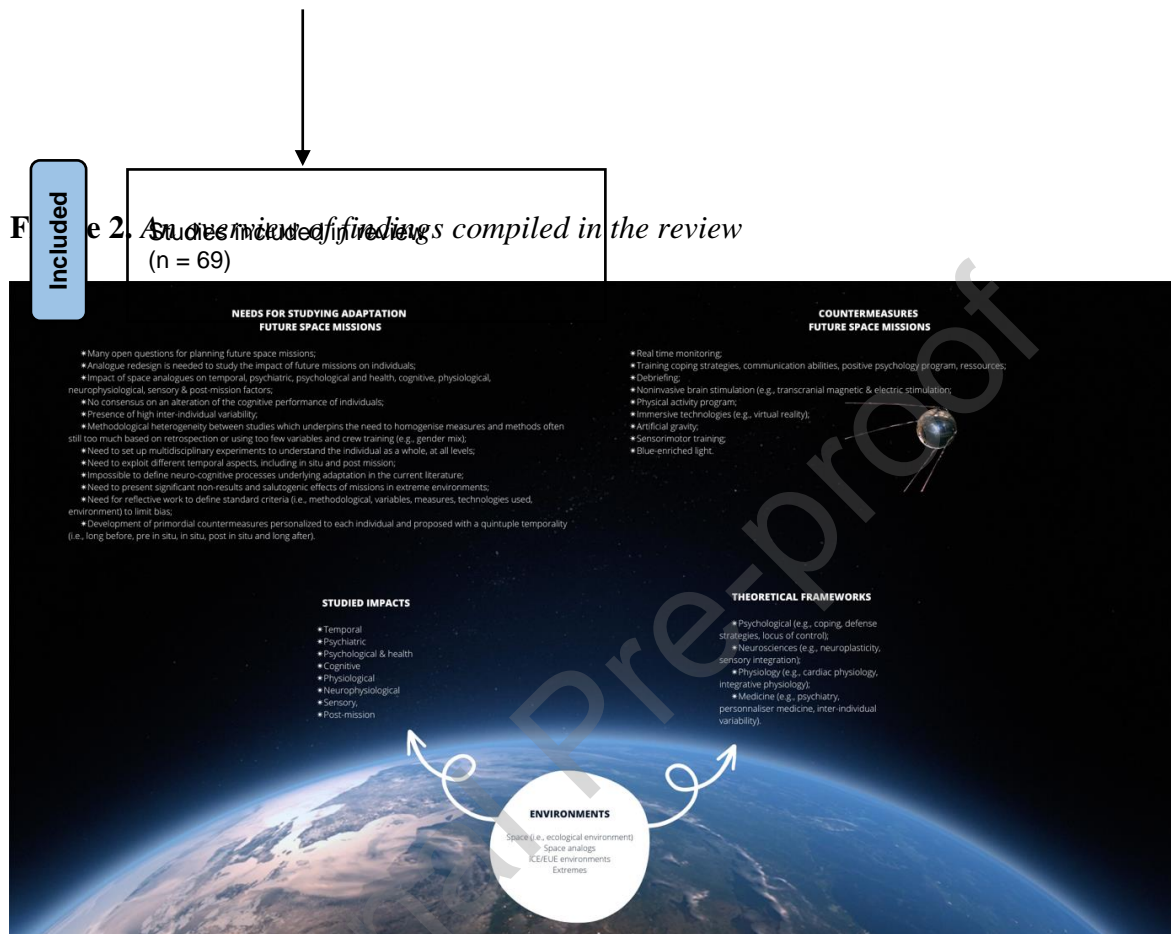 Included
Studies included in review
(n = 69)
Figure 2. An overview of findings compiled in the review
NEEDS FOR STUDYING ADAPTATION
FUTURE SPACE MISSIONS
✶Many open questions for planning future space missions;
✶Analogue redesign is needed to study the impact of future missions on individuals;
✶Impact of space analogues on temporal, psychiatric, psychological and health, cognitive, physiological,
neurophysiological, sensory & post-mission factors;
✶No consensus on an alteration of the cognitive performance of individuals;
✶Presence of high inter-individual variability;
✶Methodological heterogeneity between studies which underpins the need to homogenise measures and methods often
still too much based on retrospection or using too few variables and crew training (e.g., gender mix);
✶Need to set up multidisciplinary experiments to understand the individual as a whole, at all levels;
✶Need to exploit different temporal aspects, including in situ and post mission;
✶Impossible to define neuro-cognitive processes underlying adaptation in the current literature;
✶Need to present significant non-results and salutogenic effects of missions in extreme environments;
✶Need for reflective work to define standard criteria (i.e., methodological, variables, measures, technologies used,
environment) to limit bias;
✶Development of primordial countermeasures personalized to each individual and proposed with a quintuple temporality
(i.e., long before, pre in situ, in situ, post in situ and long after).
COUNTERMEASURES
FUTURE SPACE MISSIONS
✶Real time monitoring;
✶Training coping strategies, communication abilities, positive psychology program, ressources;
✶Debriefing;
✶Noninvasive brain stimulation (e.g., transcranial magnetic & electric stimulation;
✶Physical activity program;
✶Immersive technologies (e.g., virtual reality);
✶Artificial gravity;
✶Sensorimotor training;
✶Blue-enriched light.
STUDIED IMPACTS
✶Temporal
✶Psychiatric
✶Psychological & health
✶Cognitive
✶Physiological
✶Neurophysiological
✶Sensory,
✶Post-mission
THEORETICAL FRAMEWORKS
✶Psychological (e.g., coping, defense
strategies, locus of control);
✶Neurosciences (e.g., neuroplasticity,
sensory integration);
✶Physiology (e.g., cardiac physiology,
integrative physiology);
✶Medicine (e.g., psychiatry,
personnaliser medicine, inter-individual
variability).
ENVIRONMENTS
Space (i.e., ecological environment)
Space analogs
ICE/EUE environments
Extremes
Pre-proof